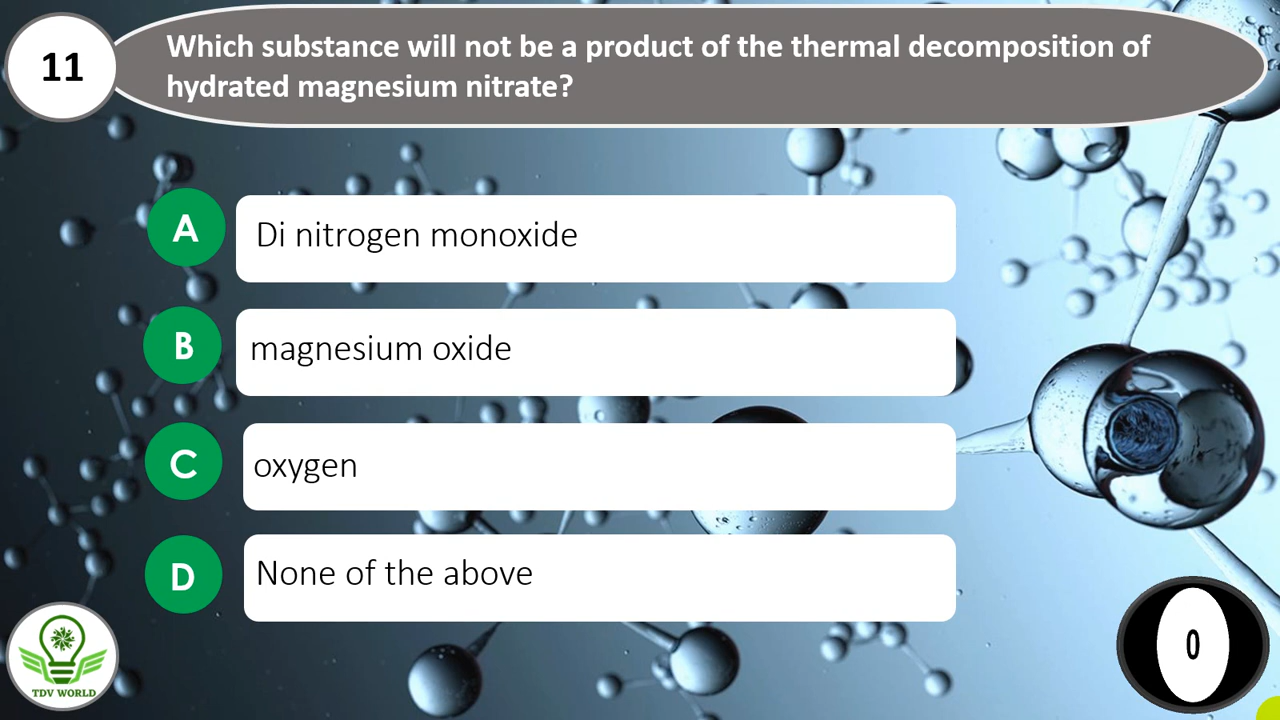 11
Which substance will not be a product of the thermal decomposition of
hydrated magnesium nitrate?
A
Di nitrogen monoxide
B
magnesium oxide
C
oxygen
D
None of the above
TDV WORLD
0